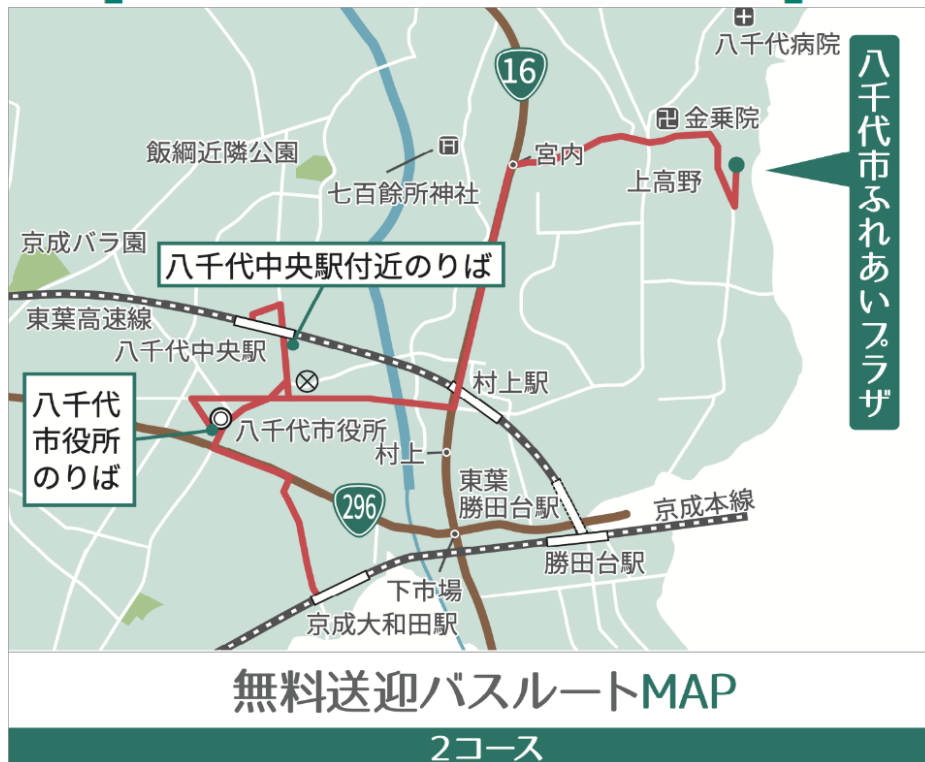 八千代病院
16
八千代市ふれあいプラザ
金乗院
宮内
飯綱近隣公園
上高野
七百餘所神社
京成バラ園
八千代中央駅付近のりば
東葉高速線
八千代中央駅
村上駅
八千代
市役所
のりば
八千代市役所
村上
東葉
勝田台駅
296
京成本線
勝田台駅
下市場
京成大和田駅
無料送迎バスルートMAP
2コース